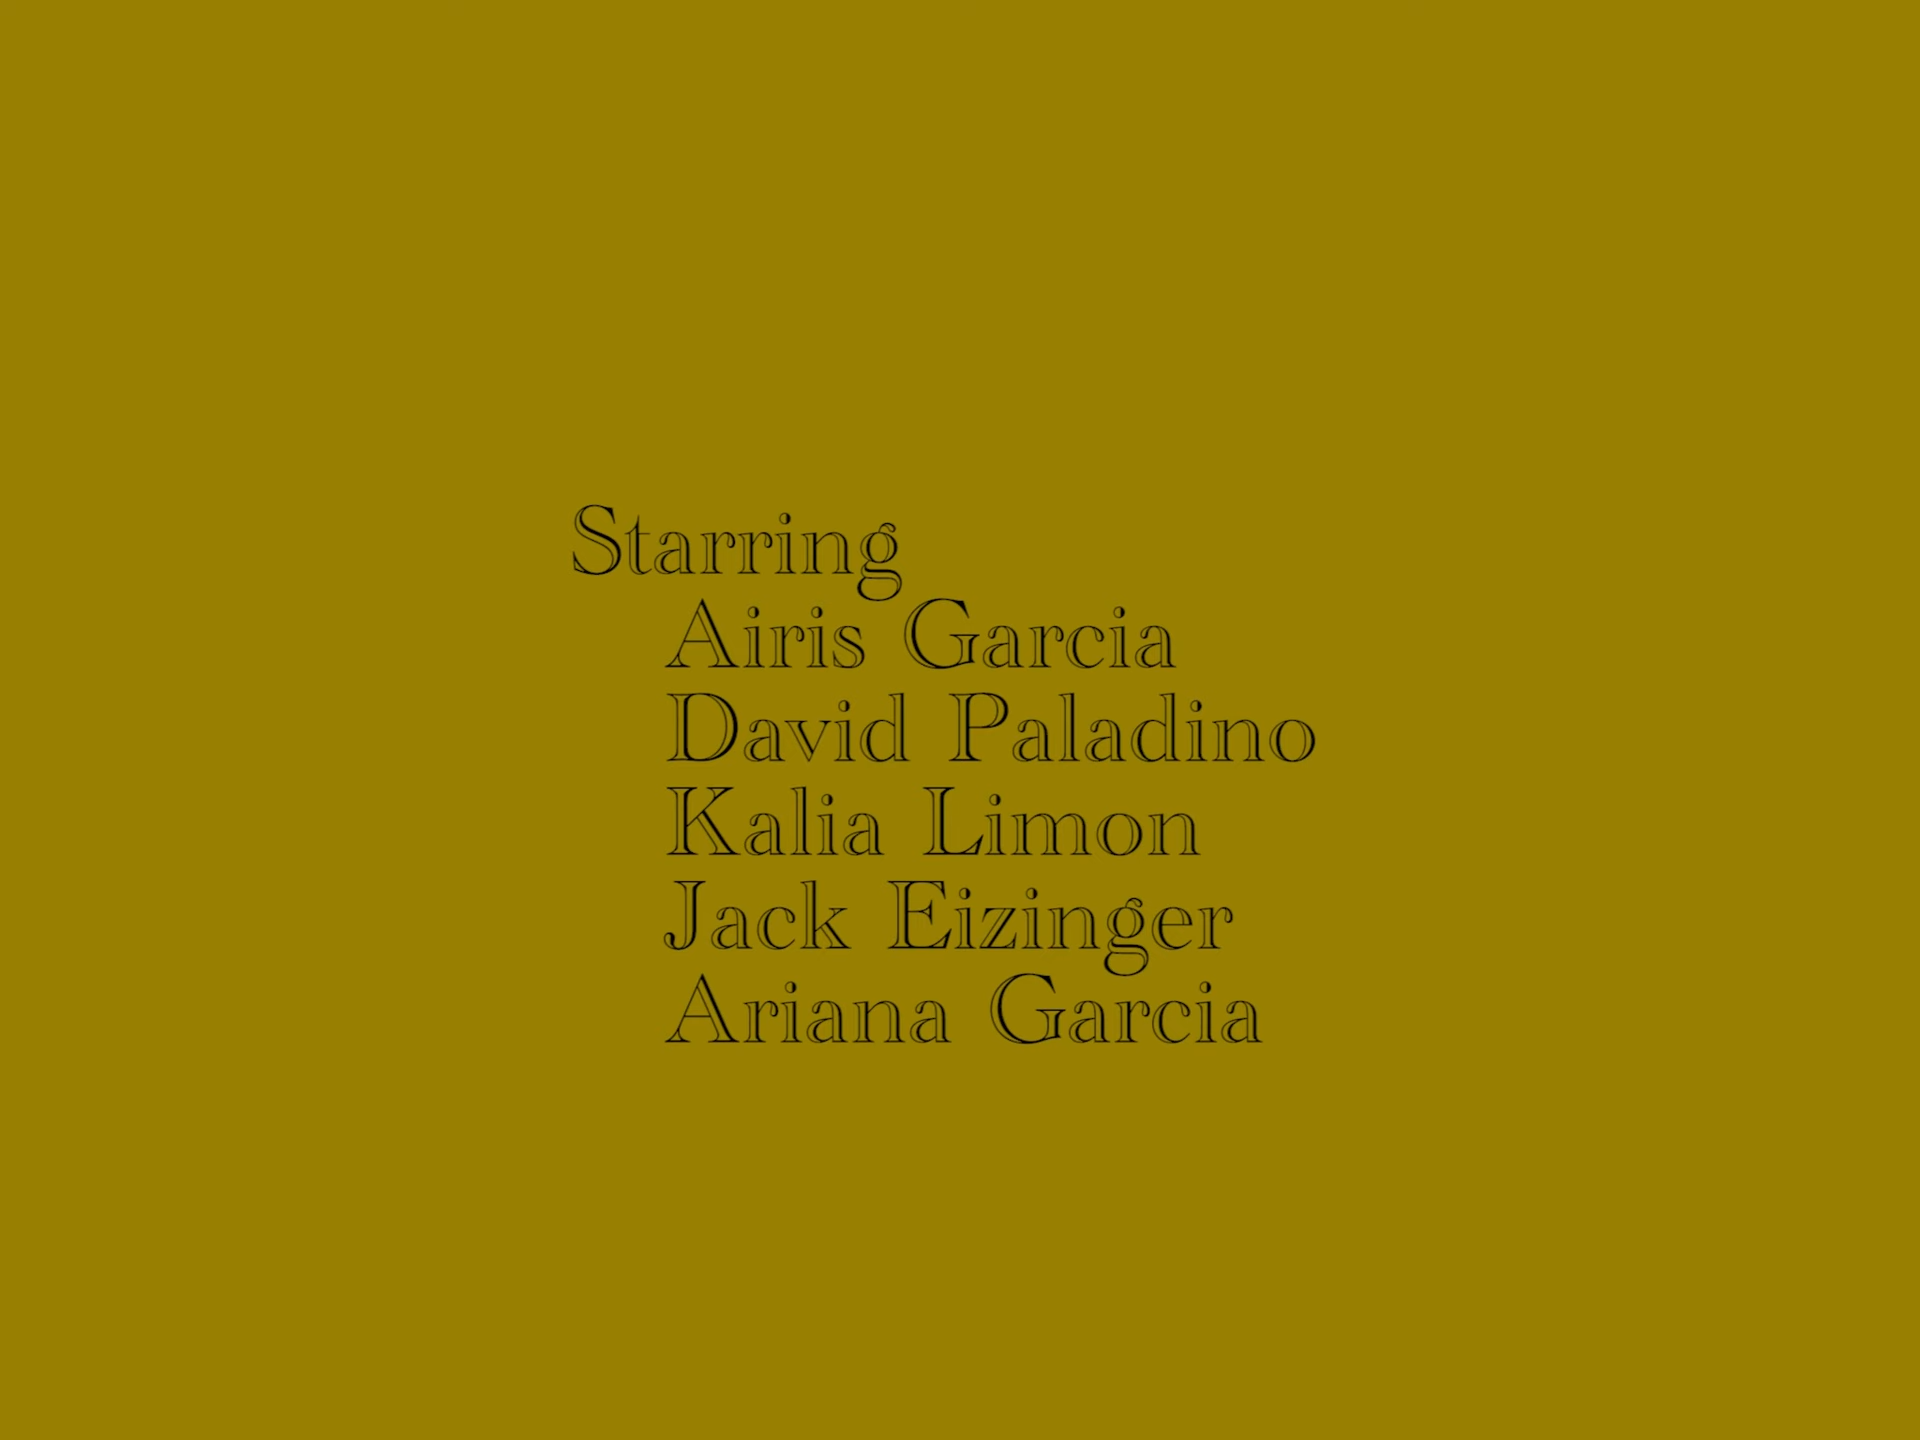 Starring
Airis Garcia
David Paladino
Kalia Limon
Jack Eizinger
Ariana Garcia